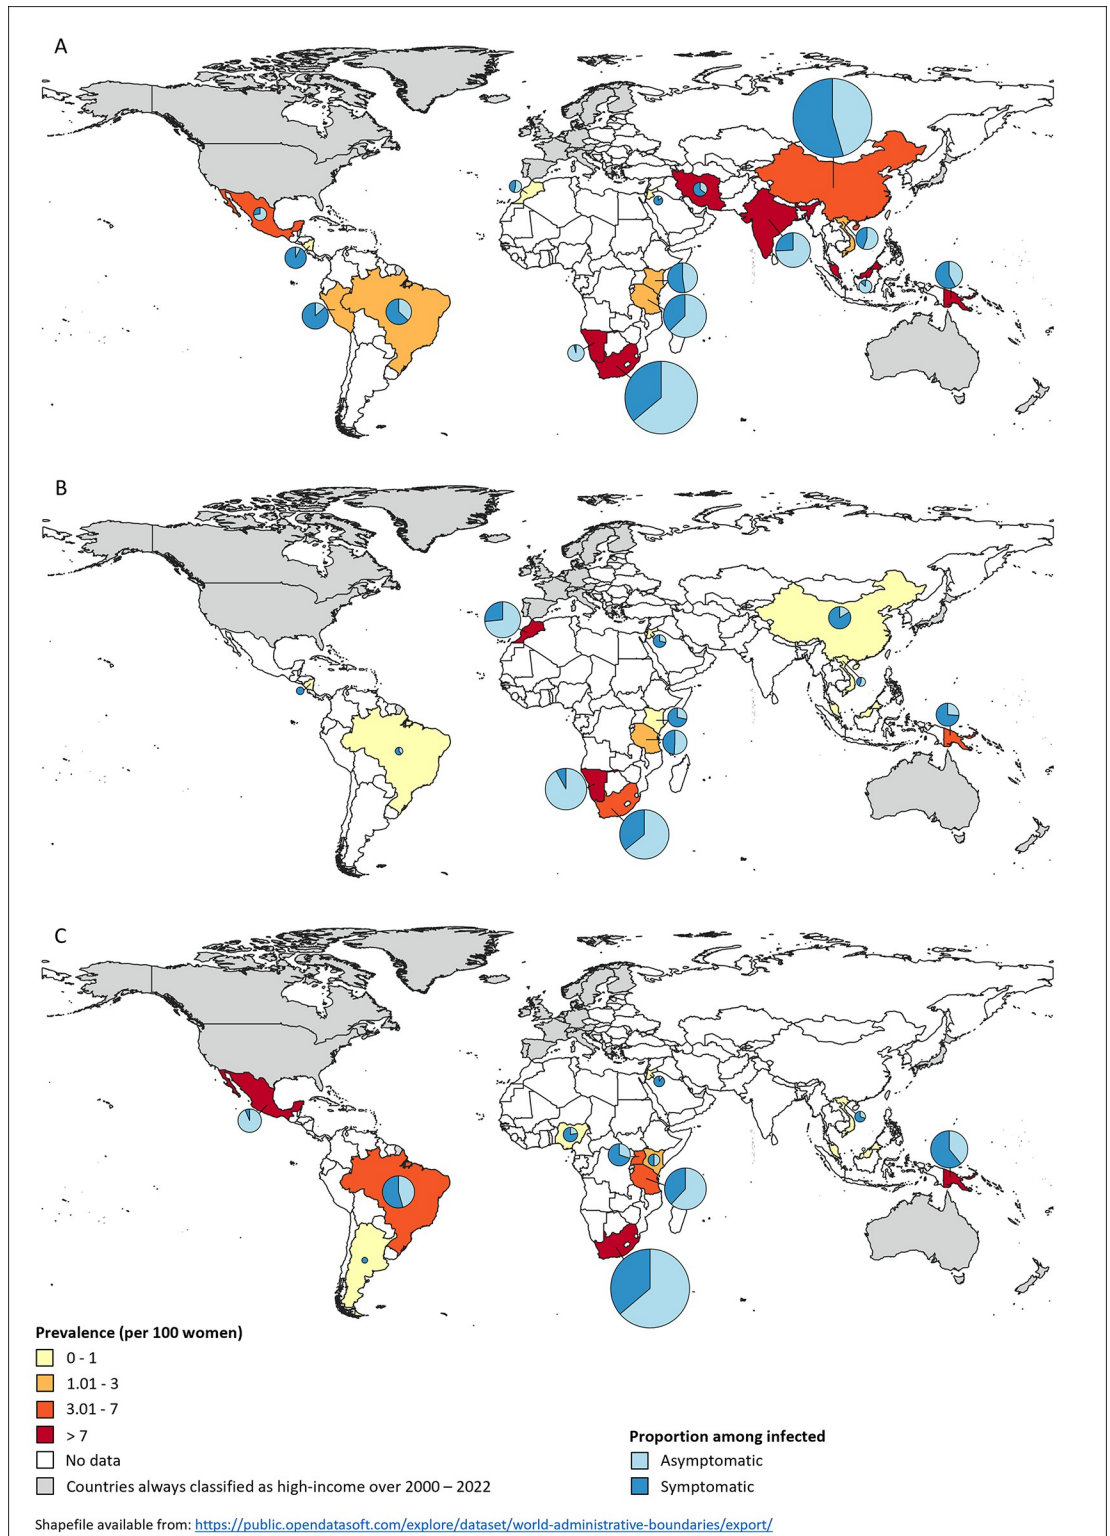 A
B
C
Prevalence (per 100 women)
0 - 1
1.01 - 3
3.01 - 7
> 7
No data
Countries always classified as high-income over 2000 – 2022
Proportion among infected
Asymptomatic
Symptomatic
Shapefile available from: https://public.opendatasoft.com/explore/dataset/world-administrative-boundaries/export/